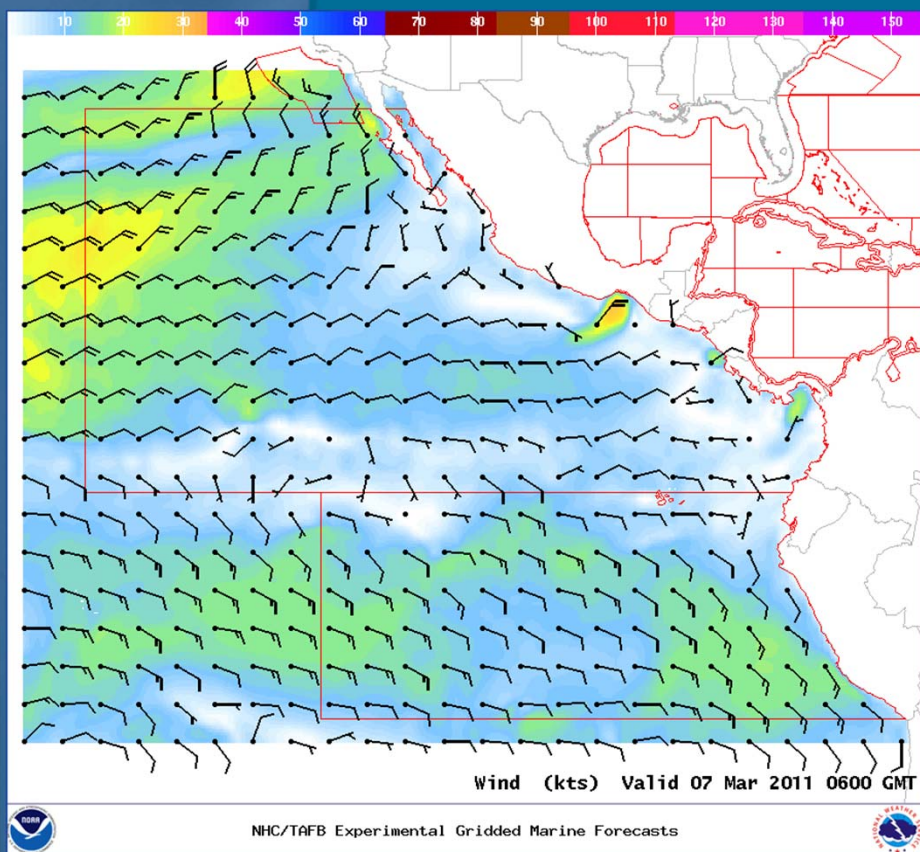 10 20 30 40 50 60 70 80 90 100 110 120 130 140 150
Wind (kts) Valid 07 Mar 2011 0600 GMT
NOAA
NHC/TAFB Experimental Gridded Marine Forecasts